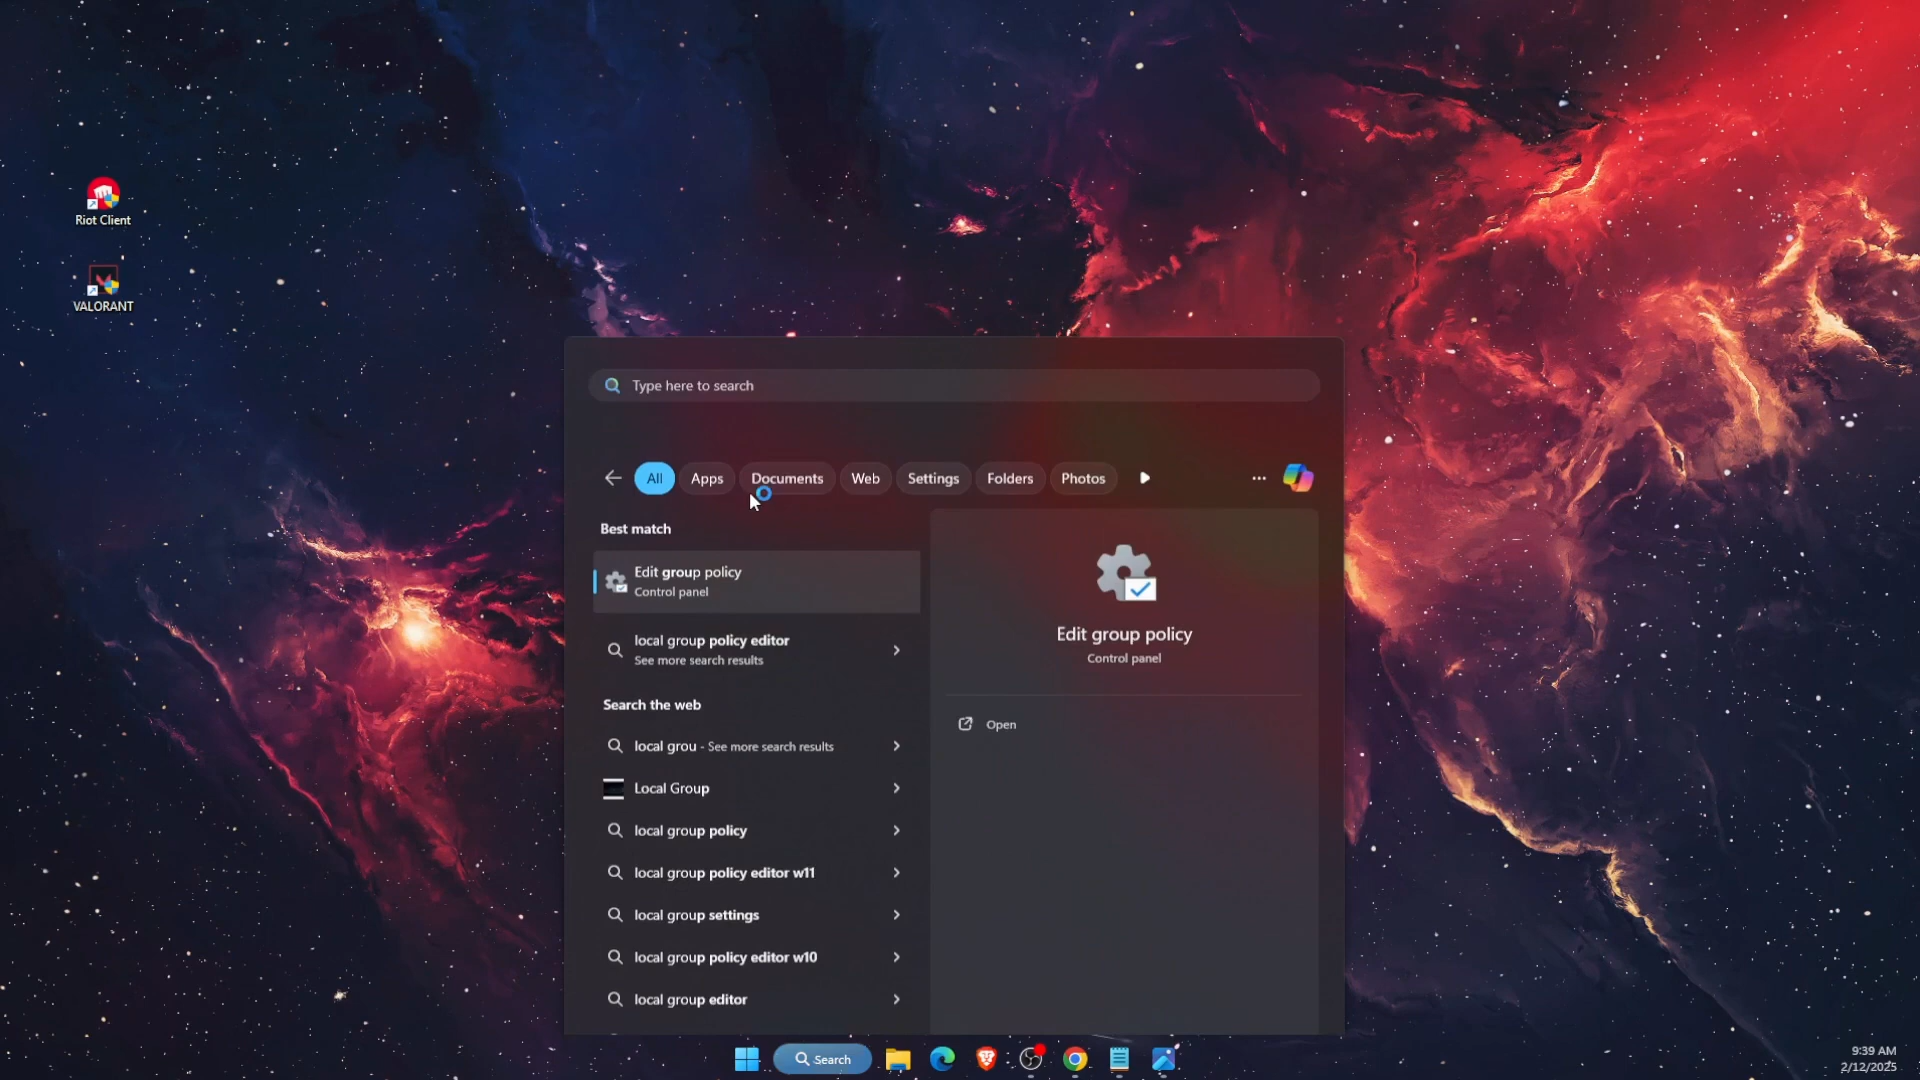 Riot Client
VALORANT
Type here to search
All
Apps
Documents
Web
Settings
Folders
Photos
Best match
Edit group policy
Control panel
local group policy editor
See more search results
Search the web
local grou - See more search results
Local Group
local group policy
local group policy editor w11
local group settings
local group policy editor w10
local group editor
Edit group policy
Control panel
Open
Search
9:39 AM
2/12/2025